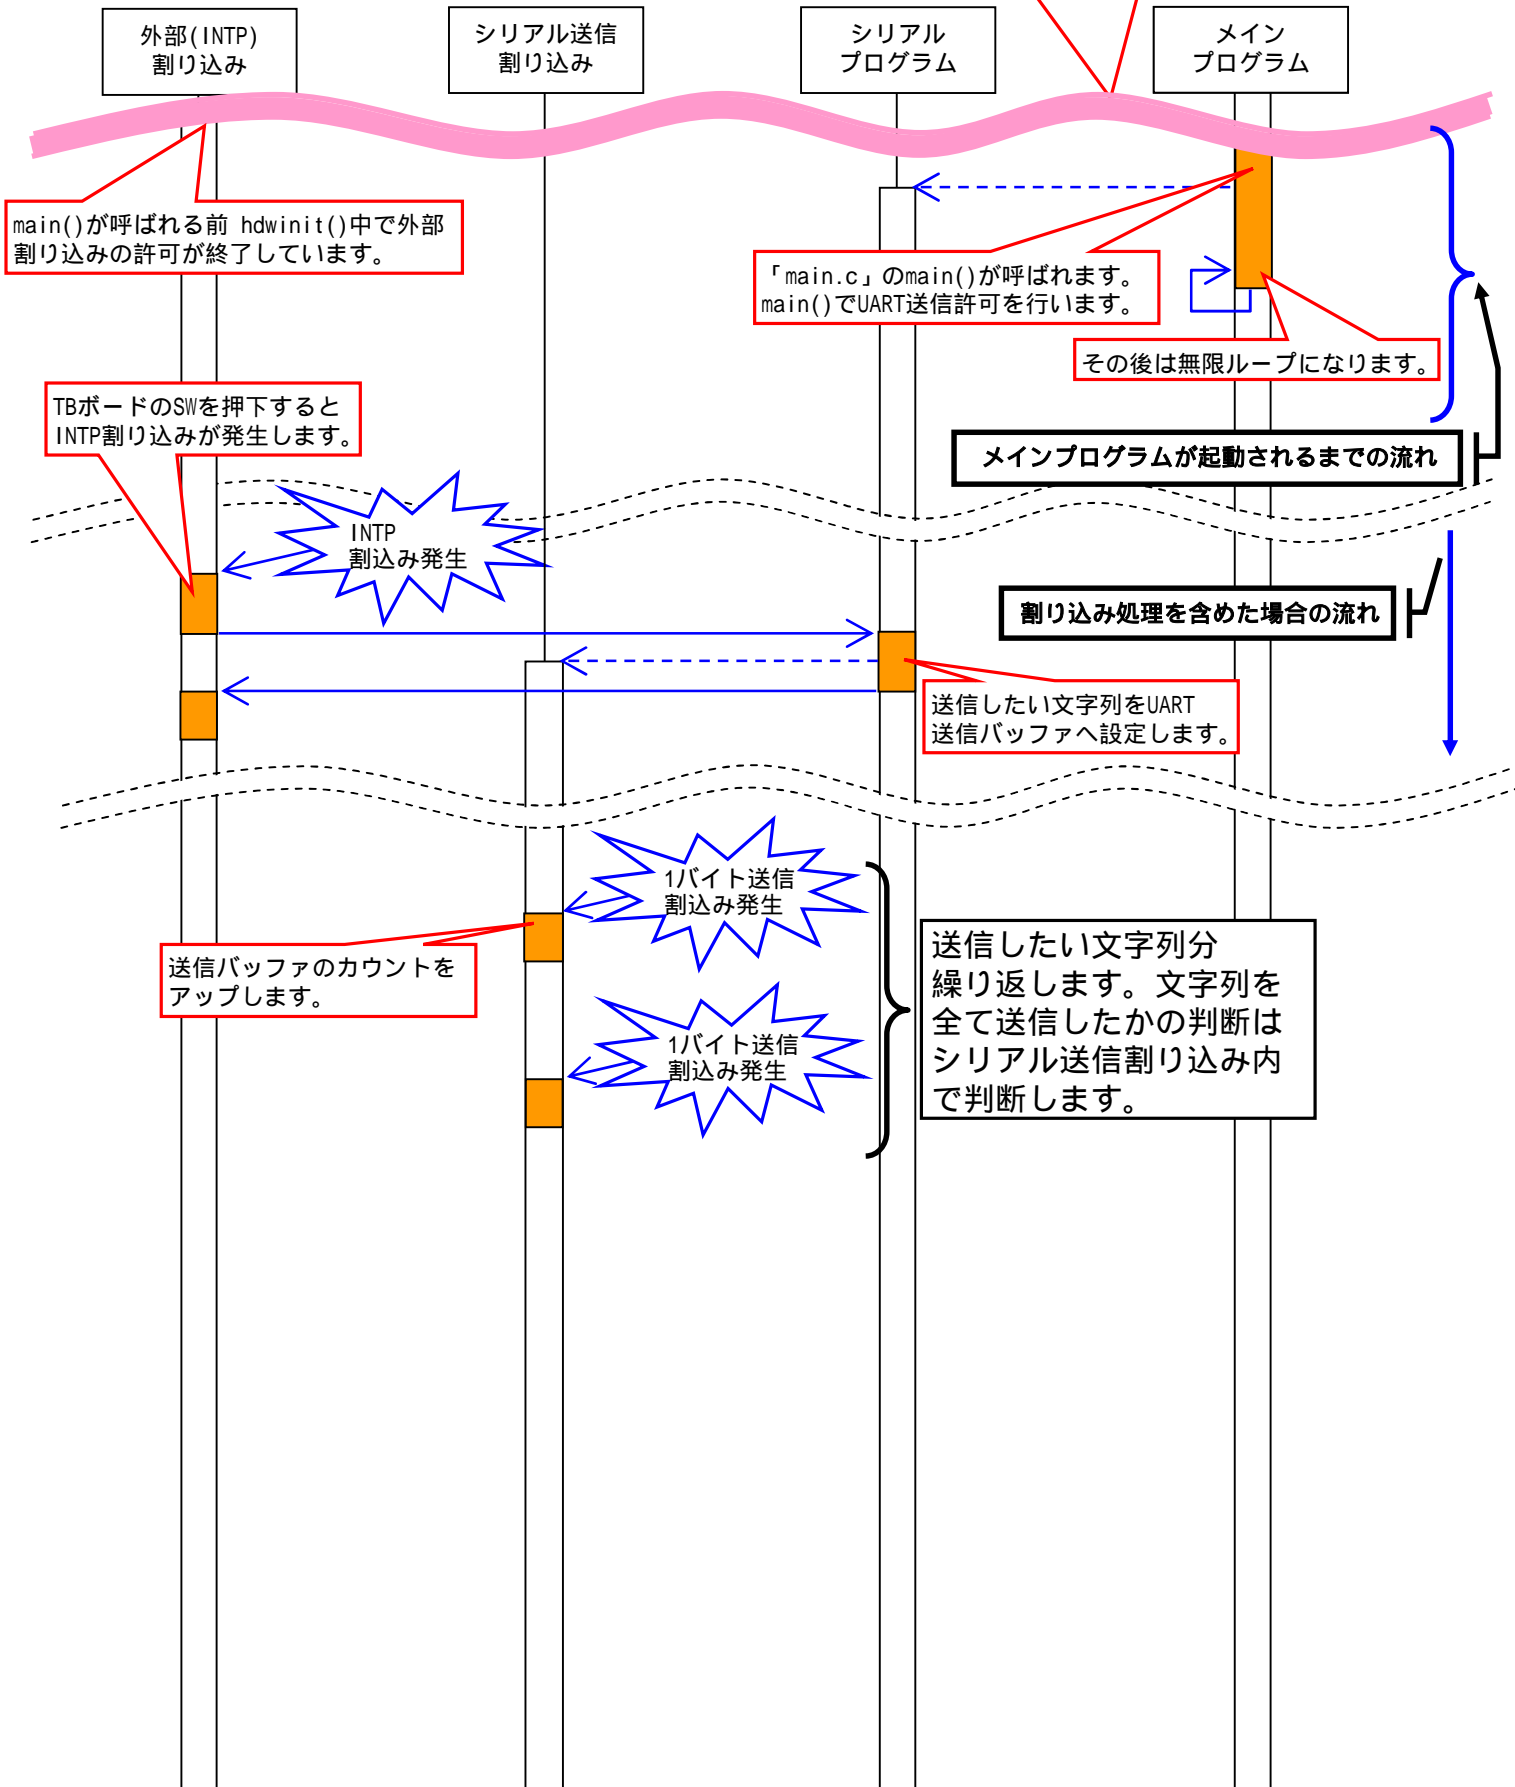 外部(INTP)
割り込み
シリアル送信
割り込み
シリアル
プログラム
メイン
プログラム
main()が呼ばれる前 hdwinit()中で外部
割り込みの許可が終了しています。
「main.c」のmain()が呼ばれます。
main()でUART送信許可を行います。
その後は無限ループになります。
TBボードのSWを押下すると
INTP割り込みが発生します。
メインプログラムが起動されるまでの流れ
INTP
割込み発生
割り込み処理を含めた場合の流れ
送信したい文字列をUART
送信バッファへ設定します。
1バイト送信
割込み発生
送信バッファのカウントを
アップします。
1バイト送信
割込み発生
送信したい文字列分
繰り返します。文字列を
全て送信したかの判断は
シリアル送信割り込み内
で判断します。